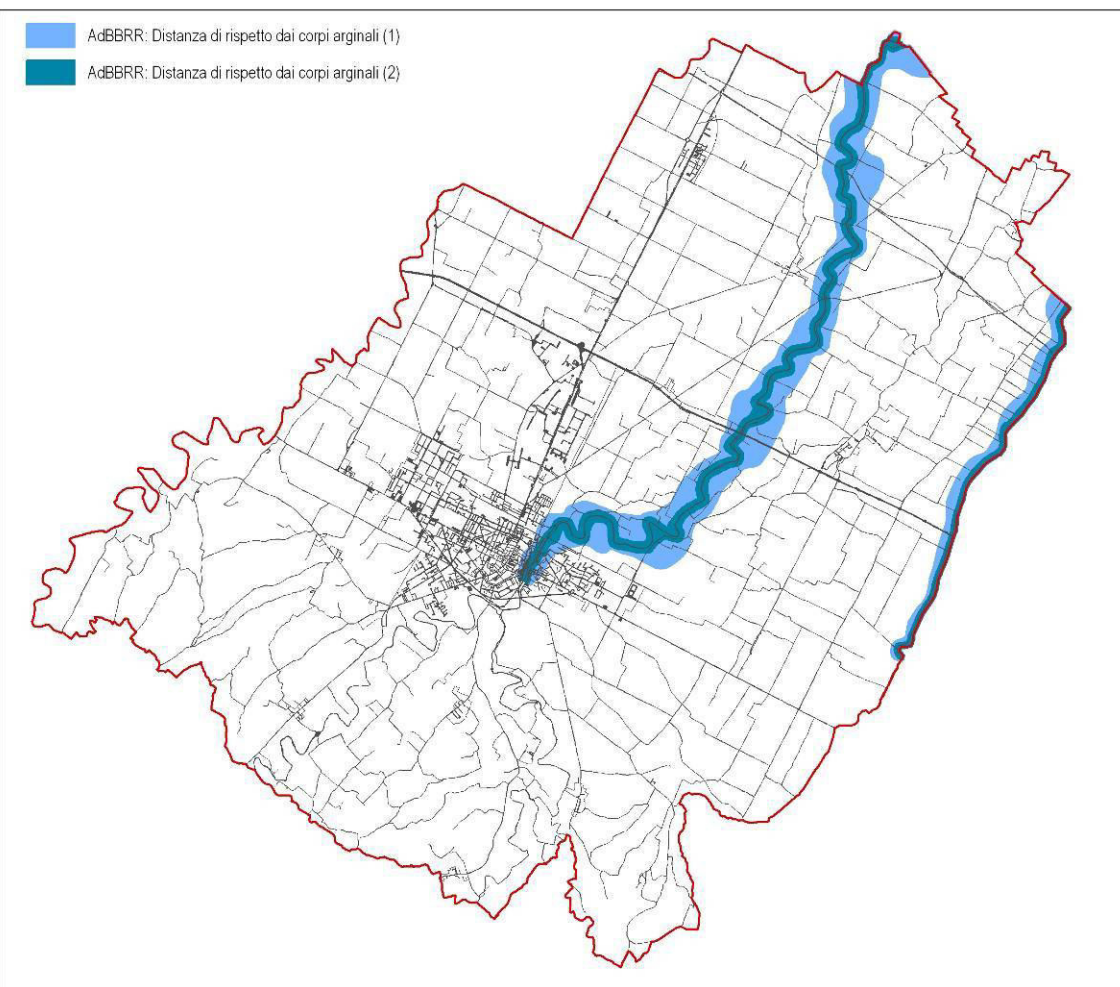 AdBBRR: Distanza di rispetto dai corpi arginali (1)
AdBBRR: Distanza di rispetto dai corpi arginali (2)